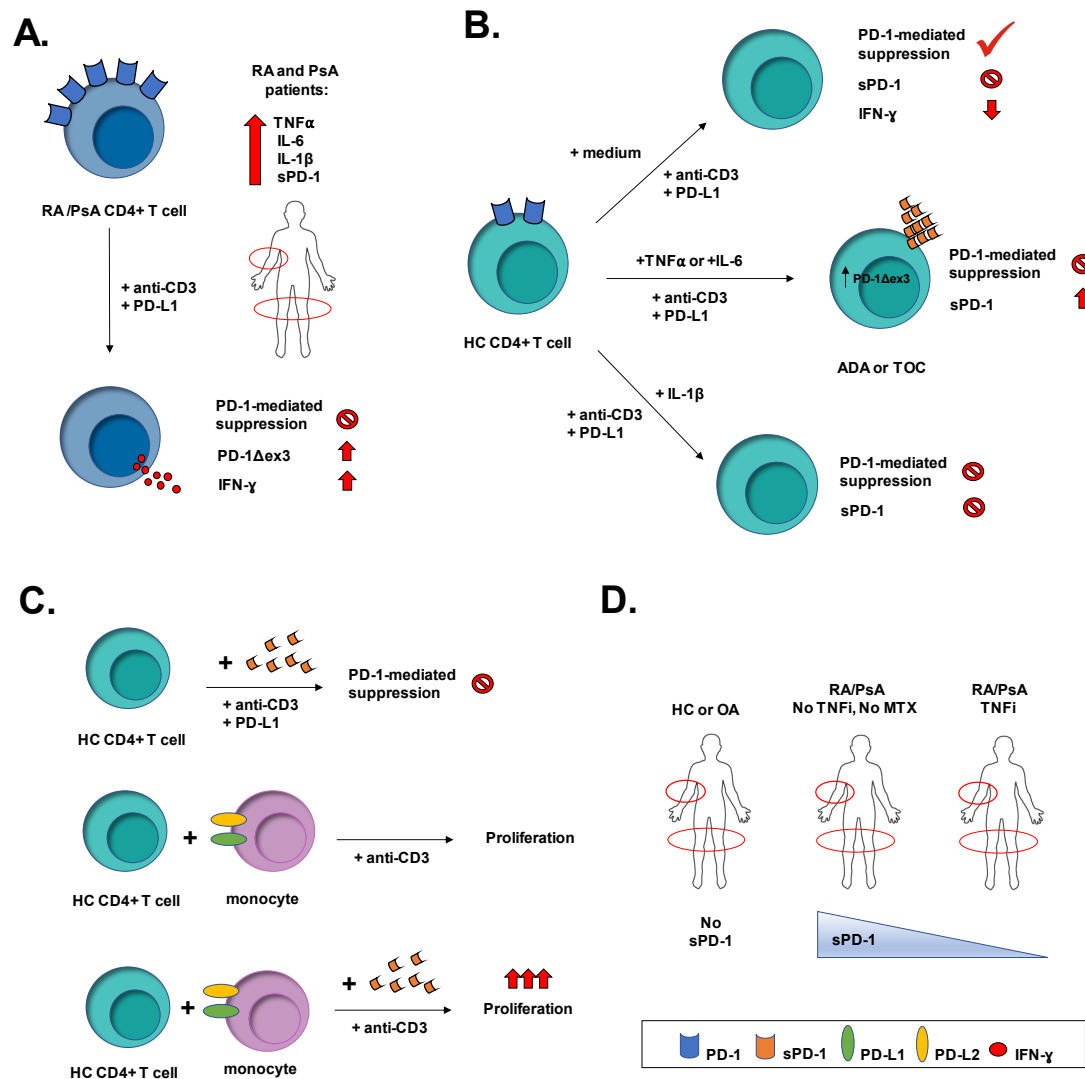 A.
RA and PsA
patients:
TNFα
IL-6
IL-1β
sPD-1
RA/PsA CD4+ T cell
+ anti-CD3
+ PD-L1
PD-1-mediated
suppression
PD-1Δex3
IFN-ɣ
B.
PD-1-mediated
suppression
sPD-1
IFN-ɣ
+ medium
+ anti-CD3
+ PD-L1
HC CD4+ T cell
+TNFα or +IL-6
+ anti-CD3
+ PD-L1
PD-1Δex3
PD-1-mediated
suppression
sPD-1
ADA or TOC
+ IL-1β
+ anti-CD3
+ PD-L1
PD-1-mediated
suppression
sPD-1
C.
HC CD4+ T cell
+
+ anti-CD3
+ PD-L1
PD-1-mediated
suppression
HC CD4+ T cell
+
monocyte
+ anti-CD3
Proliferation
HC CD4+ T cell
+
monocyte
+
+ anti-CD3
Proliferation
D.
HC or OA
RA/PsA
No TNFi, No MTX
RA/PsA
TNFi
No
sPD-1
sPD-1
PD-1
sPD-1
PD-L1
PD-L2
IFN-ɣ